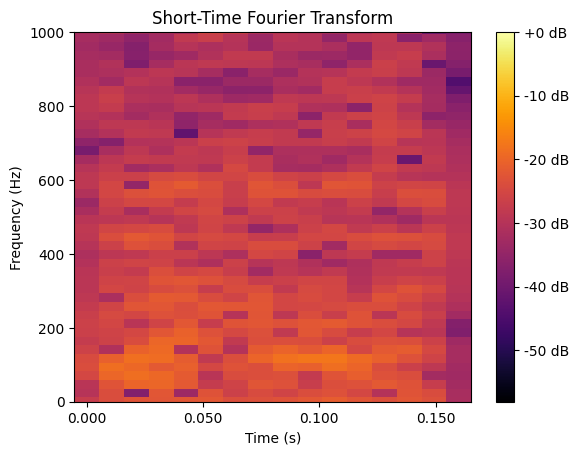 Short-Time Fourier Transform
1000
800
600
400
200
0
Frequency (Hz)
0.000
0.050
0.100
0.150
Time (s)
+0 dB
-10 dB
-20 dB
-30 dB
-40 dB
-50 dB